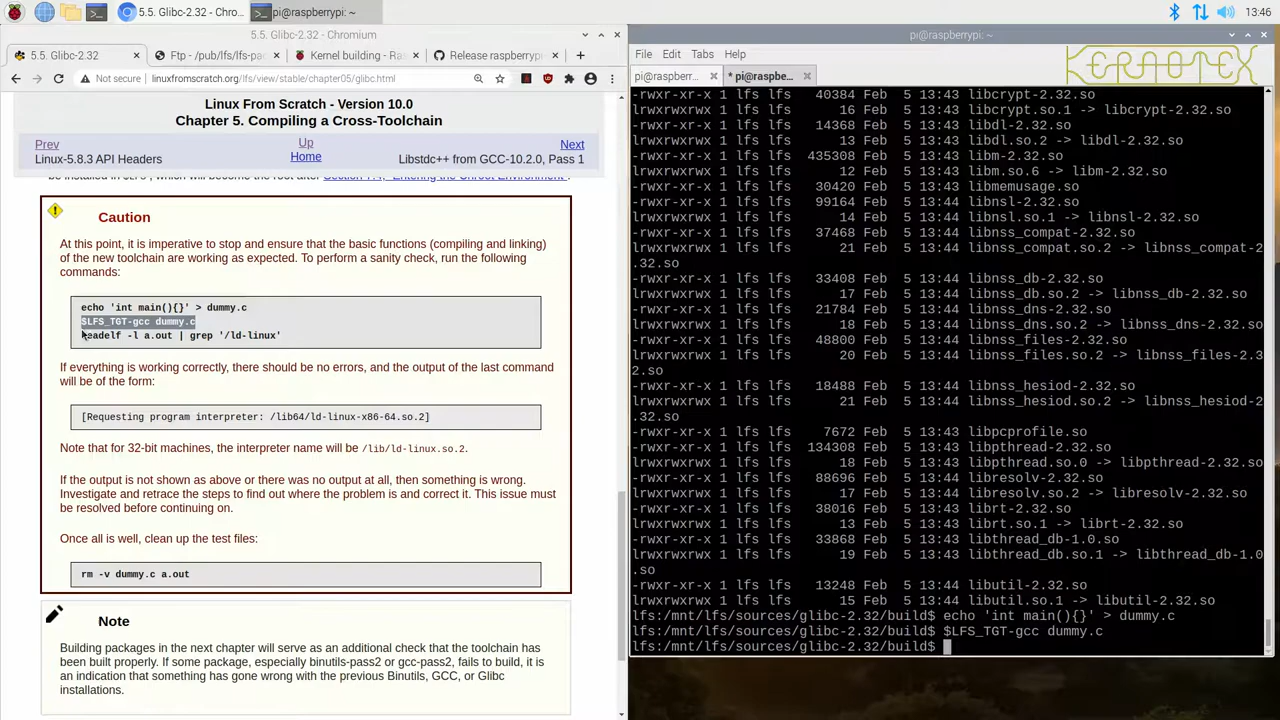 5.5. Glibc-2.32 - Chro...
pi@raspberrypi: ~
13:46
5.5. Glibc-2.32 - Chromium
5.5. Glibc-2.32
Ftp - /pub/lfs/lfs-pac
Kernel building - Ras
Release raspberrypi
Not secure | linuxfromscratch.org/lfs/view/stable/chapter05/glibc.html
Linux From Scratch - Version 10.0
Chapter 5. Compiling a Cross-Toolchain
Prev
Up
Next
Linux-5.8.3 API Headers
Home
Libstdc++ from GCC-10.2.0, Pass 1
Caution
At this point, it is imperative to stop and ensure that the basic functions (compiling and linking)
of the new toolchain are working as expected. To perform a sanity check, run the following
commands:
echo 'int main(){}' > dummy.c
$LFS_TGT-gcc dummy.c
readelf -l a.out | grep '/ld-linux'
If everything is working correctly, there should be no errors, and the output of the last command
will be of the form:
[Requesting program interpreter: /lib64/ld-linux-x86-64.so.2]
Note that for 32-bit machines, the interpreter name will be /lib/ld-linux.so.2.
If the output is not shown as above or there was no output at all, then something is wrong.
Investigate and retrace the steps to find out where the problem is and correct it. This issue must
be resolved before continuing on.
Once all is well, clean up the test files:
rm -v dummy.c a.out
Note
Building packages in the next chapter will serve as an additional check that the toolchain has
been built properly. If some package, especially binutils-pass2 or gcc-pass2, fails to build, it is
an indication that something has gone wrong with the previous Binutils, GCC, or Glibc
installations.
pi@raspberrypi: ~
File Edit Tabs Help
KERAOTEX
pi@raspberr...
* pi@raspbe...
-rwxr-xr-x 1 lfs lfs 40384 Feb 5 13:43 libcrypt-2.32.so
lrwxrwxrwx 1 lfs lfs 16 Feb 5 13:43 libcrypt.so.1 -> libcrypt-2.32.so
-rwxr-xr-x 1 lfs lfs 14368 Feb 5 13:43 libdl-2.32.so
lrwxrwxrwx 1 lfs lfs 13 Feb 5 13:43 libdl.so.2 -> libdl-2.32.so
-rwxr-xr-x 1 lfs lfs 435308 Feb 5 13:43 libm-2.32.so
lrwxrwxrwx 1 lfs lfs 12 Feb 5 13:43 libm.so.6 -> libm-2.32.so
-rwxr-xr-x 1 lfs lfs 30420 Feb 5 13:43 libmemusage.so
-rwxr-xr-x 1 lfs lfs 99164 Feb 5 13:43 libnsl-2.32.so
lrwxrwxrwx 1 lfs lfs 14 Feb 5 13:43 libnsl.so.1 -> libnsl-2.32.so
-rwxr-xr-x 1 lfs lfs 37468 Feb 5 13:43 libnss_compat-2.32.so
lrwxrwxrwx 1 lfs lfs 21 Feb 5 13:43 libnss_compat.so.2 -> libnss_compat-2
.32.so
-rwxr-xr-x 1 lfs lfs 33408 Feb 5 13:43 libnss_db-2.32.so
lrwxrwxrwx 1 lfs lfs 17 Feb 5 13:43 libnss_db.so.2 -> libnss_db-2.32.so
-rwxr-xr-x 1 lfs lfs 21784 Feb 5 13:44 libnss_dns-2.32.so
lrwxrwxrwx 1 lfs lfs 18 Feb 5 13:44 libnss_dns.so.2 -> libnss_dns-2.32.so
-rwxr-xr-x 1 lfs lfs 48800 Feb 5 13:44 libnss_files-2.32.so
lrwxrwxrwx 1 lfs lfs 20 Feb 5 13:44 libnss_files.so.2 -> libnss_files-2.3
2.so
-rwxr-xr-x 1 lfs lfs 18488 Feb 5 13:44 libnss_hesiod-2.32.so
lrwxrwxrwx 1 lfs lfs 21 Feb 5 13:44 libnss_hesiod.so.2 -> libnss_hesiod-2
.32.so
-rwxr-xr-x 1 lfs lfs 7672 Feb 5 13:43 libpcprofile.so
-rwxr-xr-x 1 lfs lfs 134308 Feb 5 13:43 libpthread-2.32.so
lrwxrwxrwx 1 lfs lfs 18 Feb 5 13:43 libpthread.so.0 -> libpthread-2.32.so
-rwxr-xr-x 1 lfs lfs 88696 Feb 5 13:43 libresolv-2.32.so
lrwxrwxrwx 1 lfs lfs 17 Feb 5 13:43 libresolv.so.2 -> libresolv-2.32.so
-rwxr-xr-x 1 lfs lfs 38016 Feb 5 13:43 librt-2.32.so
lrwxrwxrwx 1 lfs lfs 13 Feb 5 13:43 librt.so.1 -> librt-2.32.so
-rwxr-xr-x 1 lfs lfs 33868 Feb 5 13:44 libthread_db-1.0.so
lrwxrwxrwx 1 lfs lfs 19 Feb 5 13:44 libthread_db.so.1 -> libthread_db-1.0
.so
-rwxr-xr-x 1 lfs lfs 13248 Feb 5 13:44 libutil-2.32.so
lrwxrwxrwx 1 lfs lfs 15 Feb 5 13:44 libutil.so.1 -> libutil-2.32.so
lfs:/mnt/lfs/sources/glibc-2.32/build$ echo 'int main(){}' > dummy.c
lfs:/mnt/lfs/sources/glibc-2.32/build$ $LFS_TGT-gcc dummy.c
lfs:/mnt/lfs/sources/glibc-2.32/build$